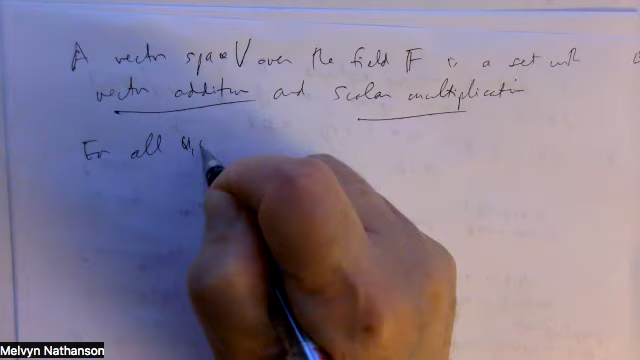 A vector space V over the field F is a set with
vector addition and scalar multiplication
For all
Melvyn Nathanson